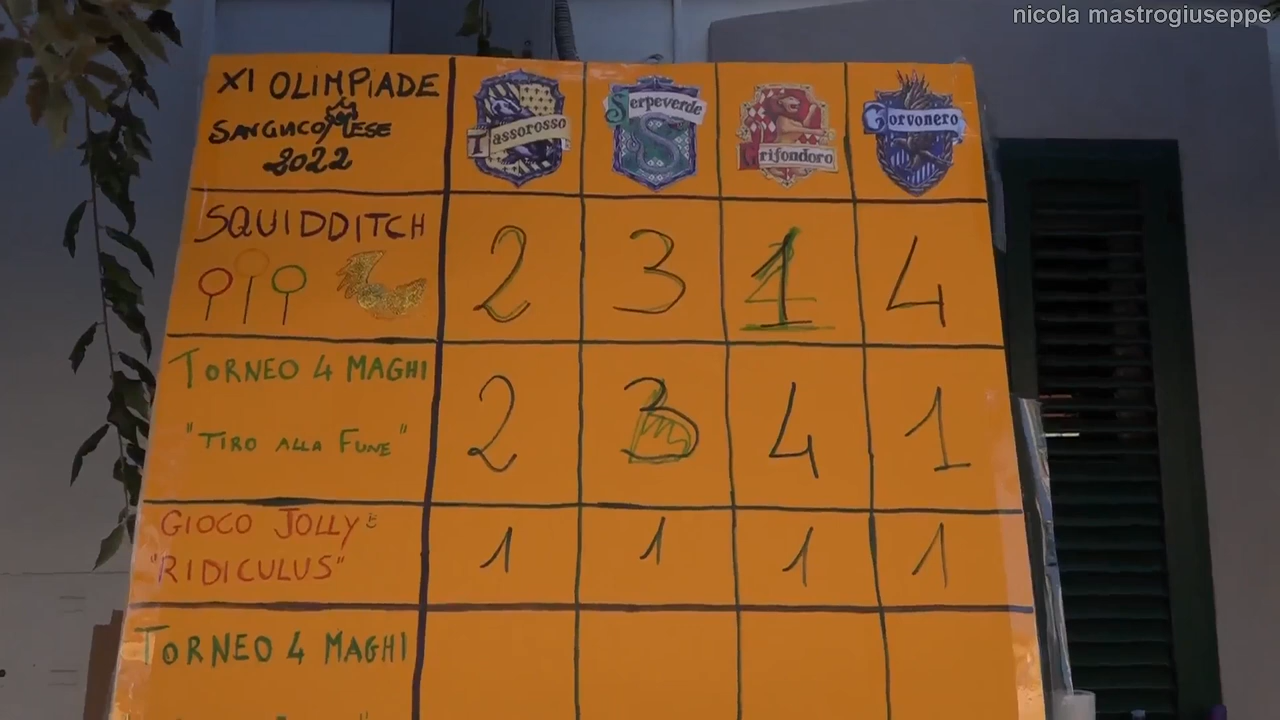 nicola mastrogiuseppe
XI OLIMPIADE
SANGIACOMESE
2022
Tassorosso
Serpeverde
Grifondoro
Corvonero
SQUIDDITCH
2 3 1 4
TORNEO 4 MAGHI
"TIRO ALLA FUNE"
2 3 4 1
GIOCO JOLLY
"RIDICULUS"
1 1 1 1
TORNEO 4 MAGHI